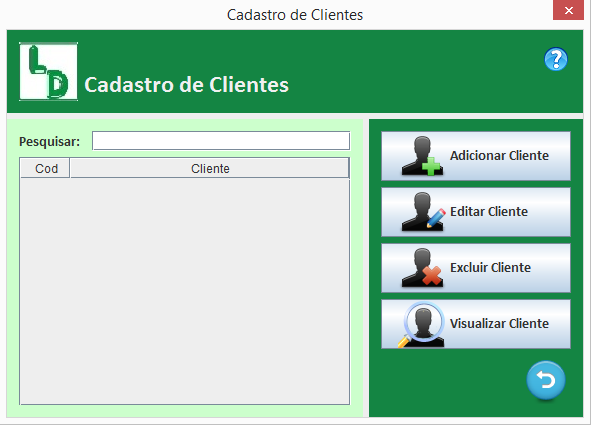 Cadastro de Clientes
LD
Cadastro de Clientes
?
Pesquisar:
Cod Cliente
Adicionar Cliente
Editar Cliente
Excluir Cliente
Visualizar Cliente